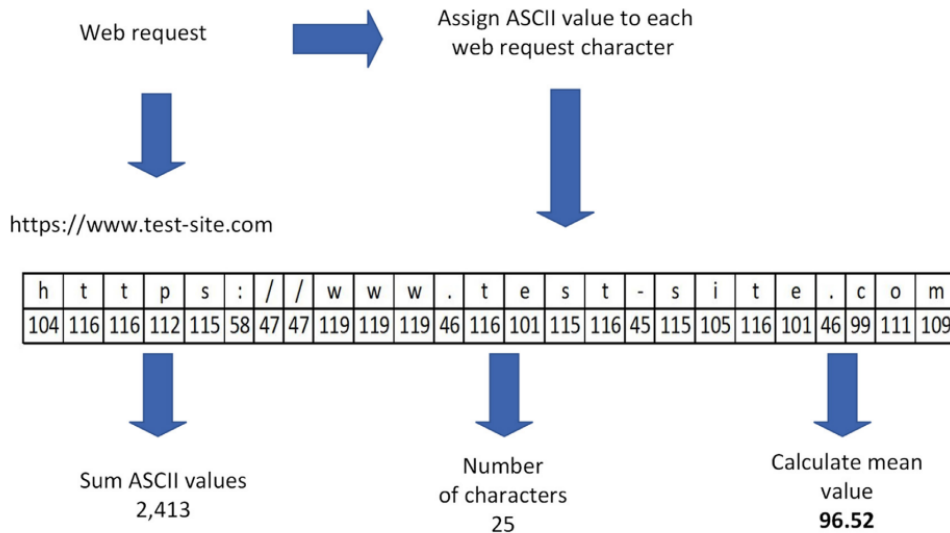 Web request
Assign ASCII value to each
web request character
https://www.test-site.com
h t t p s : / / w w w . t e s t - s i t e . c o m
104 116 116 112 115 58 47 47 119 119 119 46 116 101 115 116 45 115 105 116 101 46 99 111 109
Sum ASCII values
2,413
Number
of characters
25
Calculate mean
value
96.52